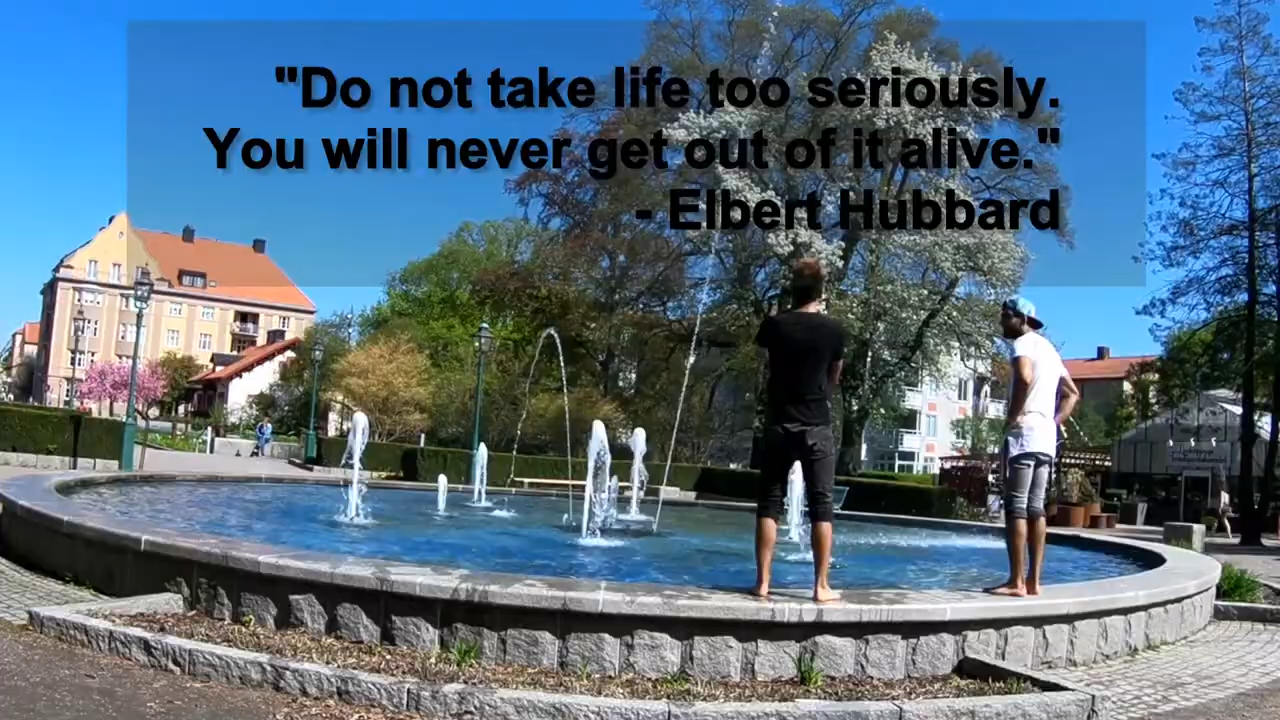 "Do not take life too seriously.
You will never get out of it alive."
- Elbert Hubbard